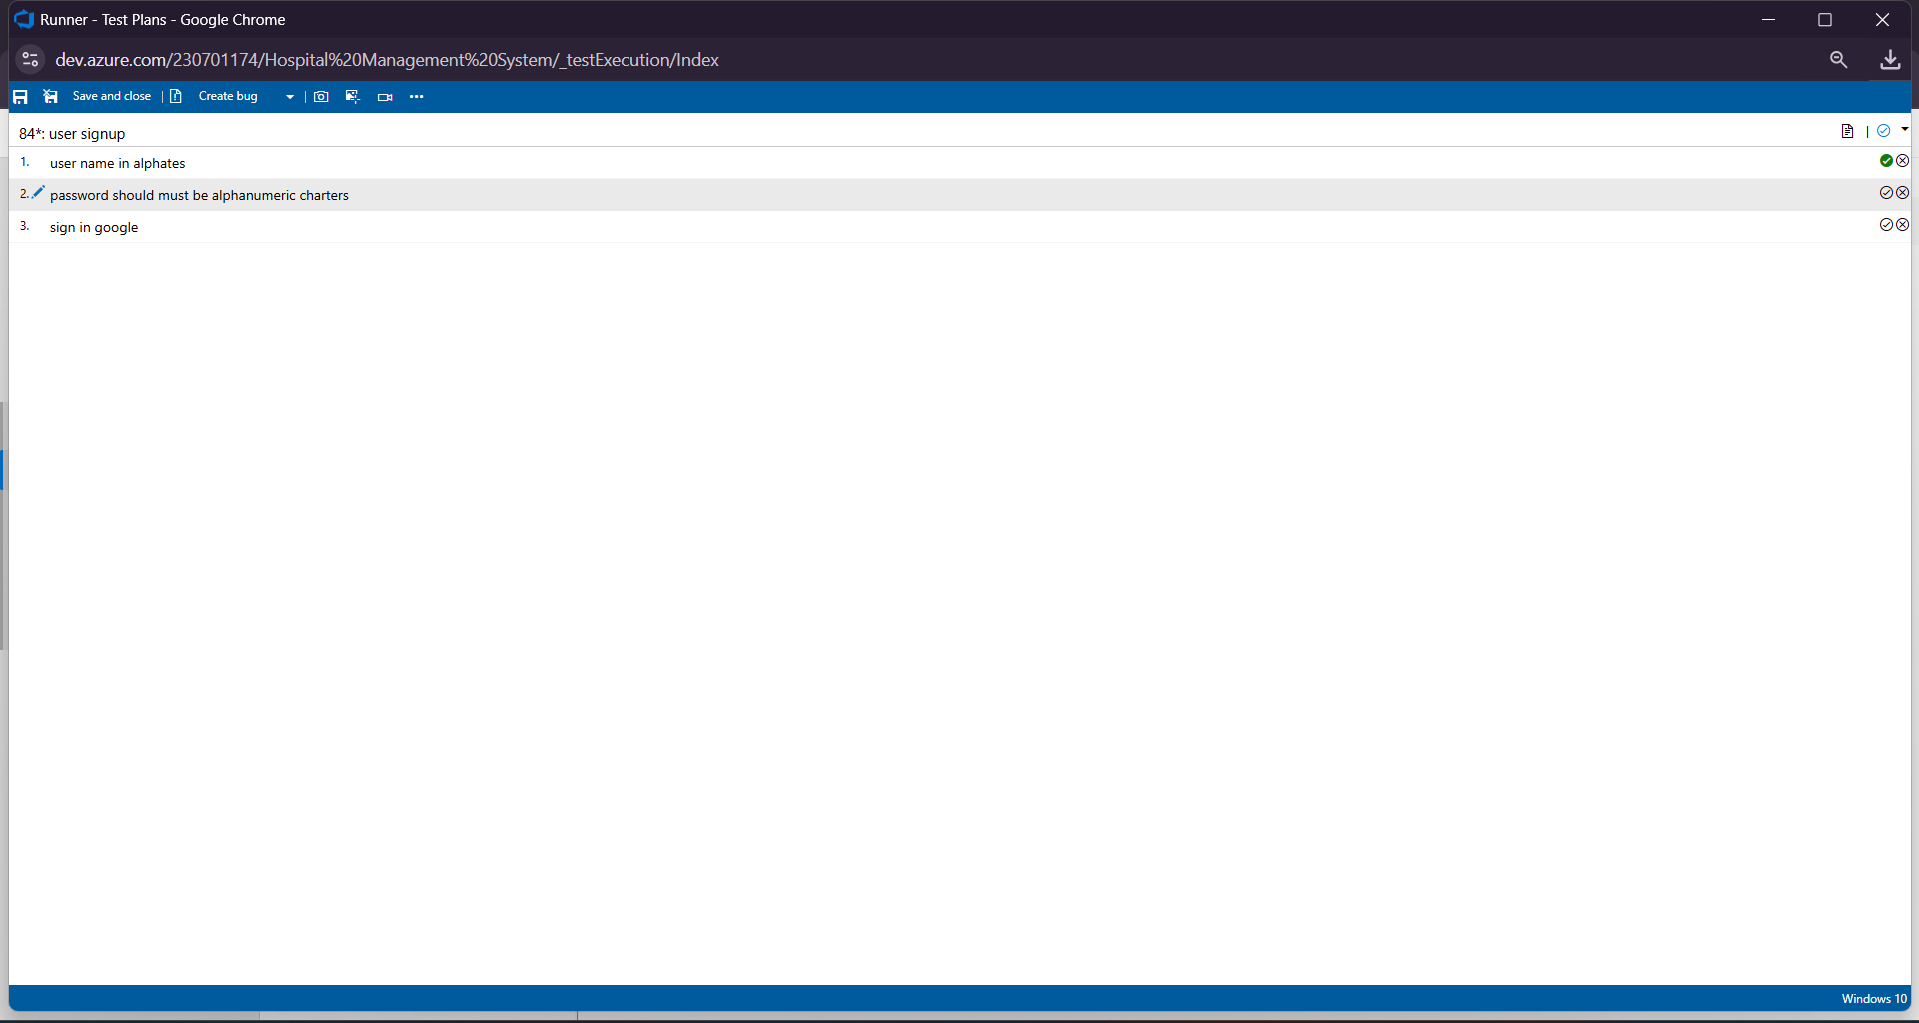 Runner - Test Plans - Google Chrome
dev.azure.com/230701174/Hospital%20Management%20System/_testExecution/Index
Save and close | Create bug |
84*: user signup |
1. user name in alphates
2. password should must be alphanumeric charters
3. sign in google
Windows 10